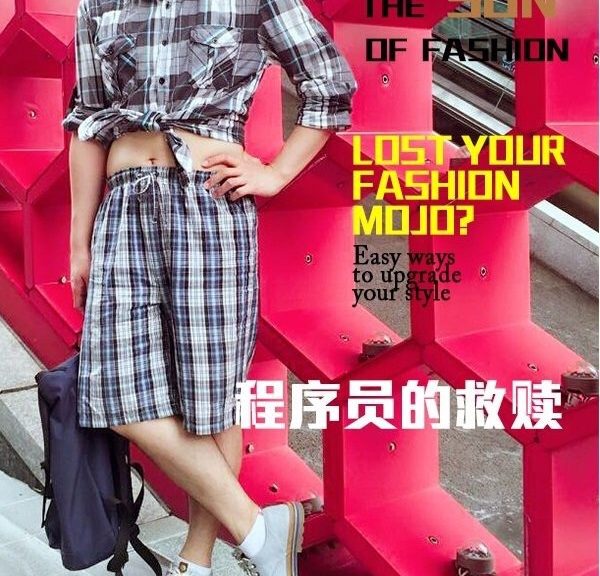 THE SON
OF FASHION
LOST YOUR
FASHION
MOJO?
Easy ways
to upgrade
your style
程序员的救赎